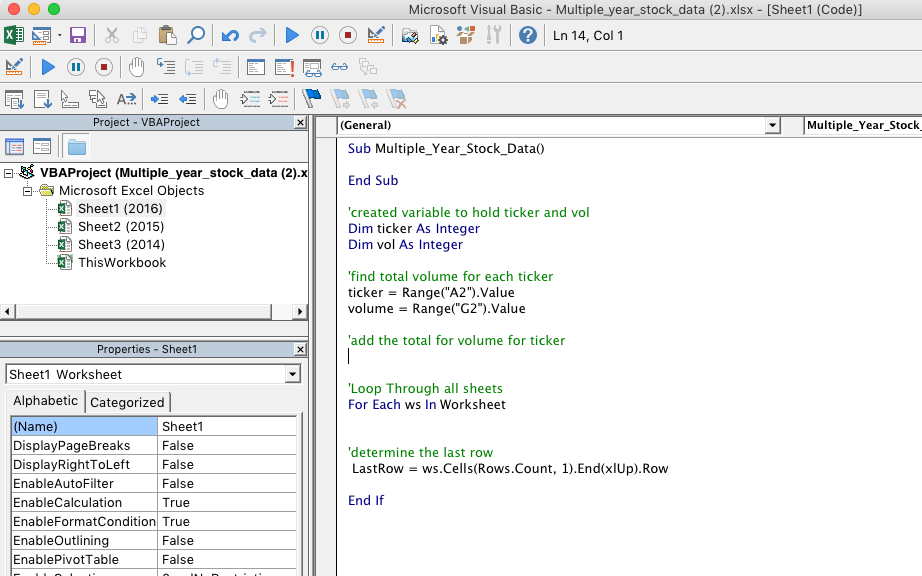 Microsoft Visual Basic - Multiple_year_stock_data (2).xlsx - [Sheet1 (Code)]
Ln 14, Col 1
Project - VBAProject
VBAProject (Multiple_year_stock_data (2).x
Microsoft Excel Objects
Sheet1 (2016)
Sheet2 (2015)
Sheet3 (2014)
ThisWorkbook
Properties - Sheet1
Sheet1 Worksheet
Alphabetic Categorized
(Name) Sheet1
DisplayPageBreaks False
DisplayRightToLeft False
EnableAutoFilter False
EnableCalculation True
EnableFormatCondition True
EnableOutlining False
EnablePivotTable False
(General) Multiple_Year_Stock_
Sub Multiple_Year_Stock_Data()
End Sub
'created variable to hold ticker and vol
Dim ticker As Integer
Dim vol As Integer
'find total volume for each ticker
ticker = Range("A2").Value
volume = Range("G2").Value
'add the total for volume for ticker
'Loop Through all sheets
For Each ws In Worksheet
'determine the last row
LastRow = ws.Cells(Rows.Count, 1).End(xlUp).Row
End If